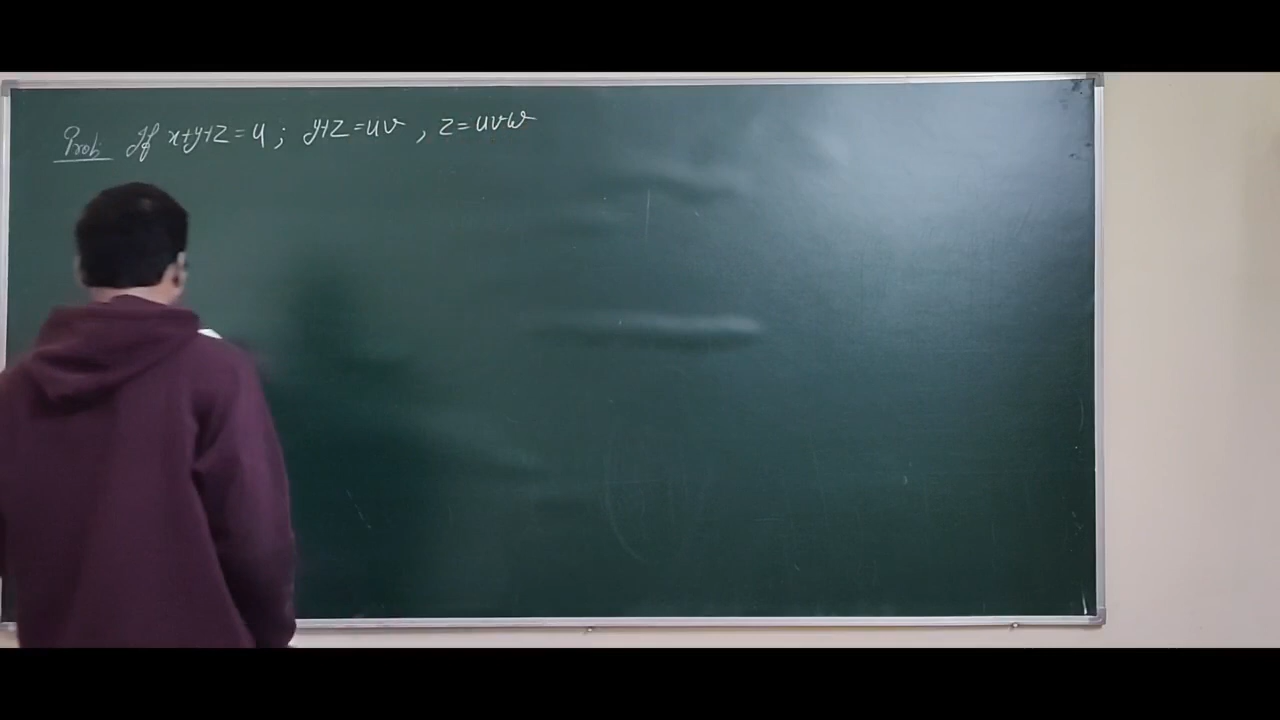 Prob: If x+y+z = u ; y+z = uv , z = uvw